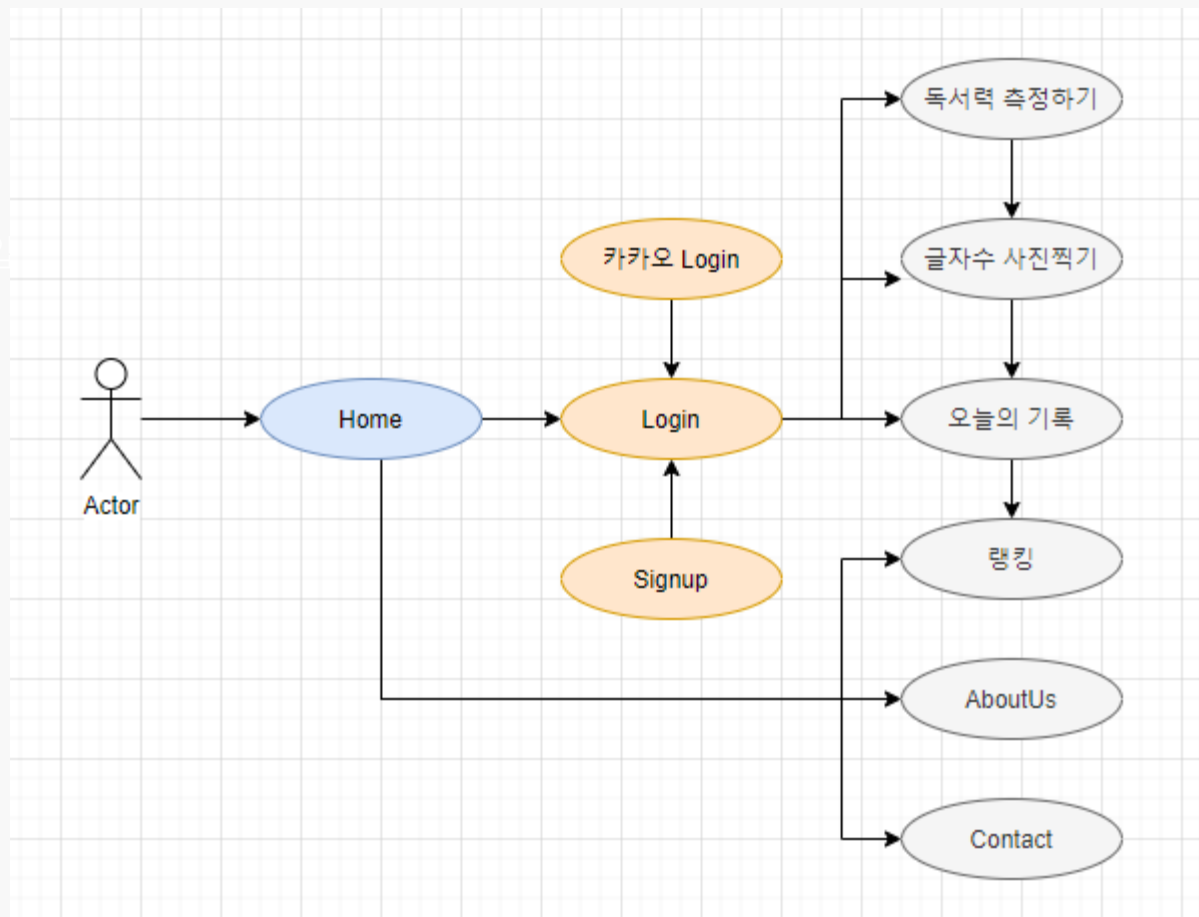 독서력 측정하기
카카오 Login
글자수 사진찍기
Home
Login
오늘의 기록
Actor
Signup
랭킹
AboutUs
Contact